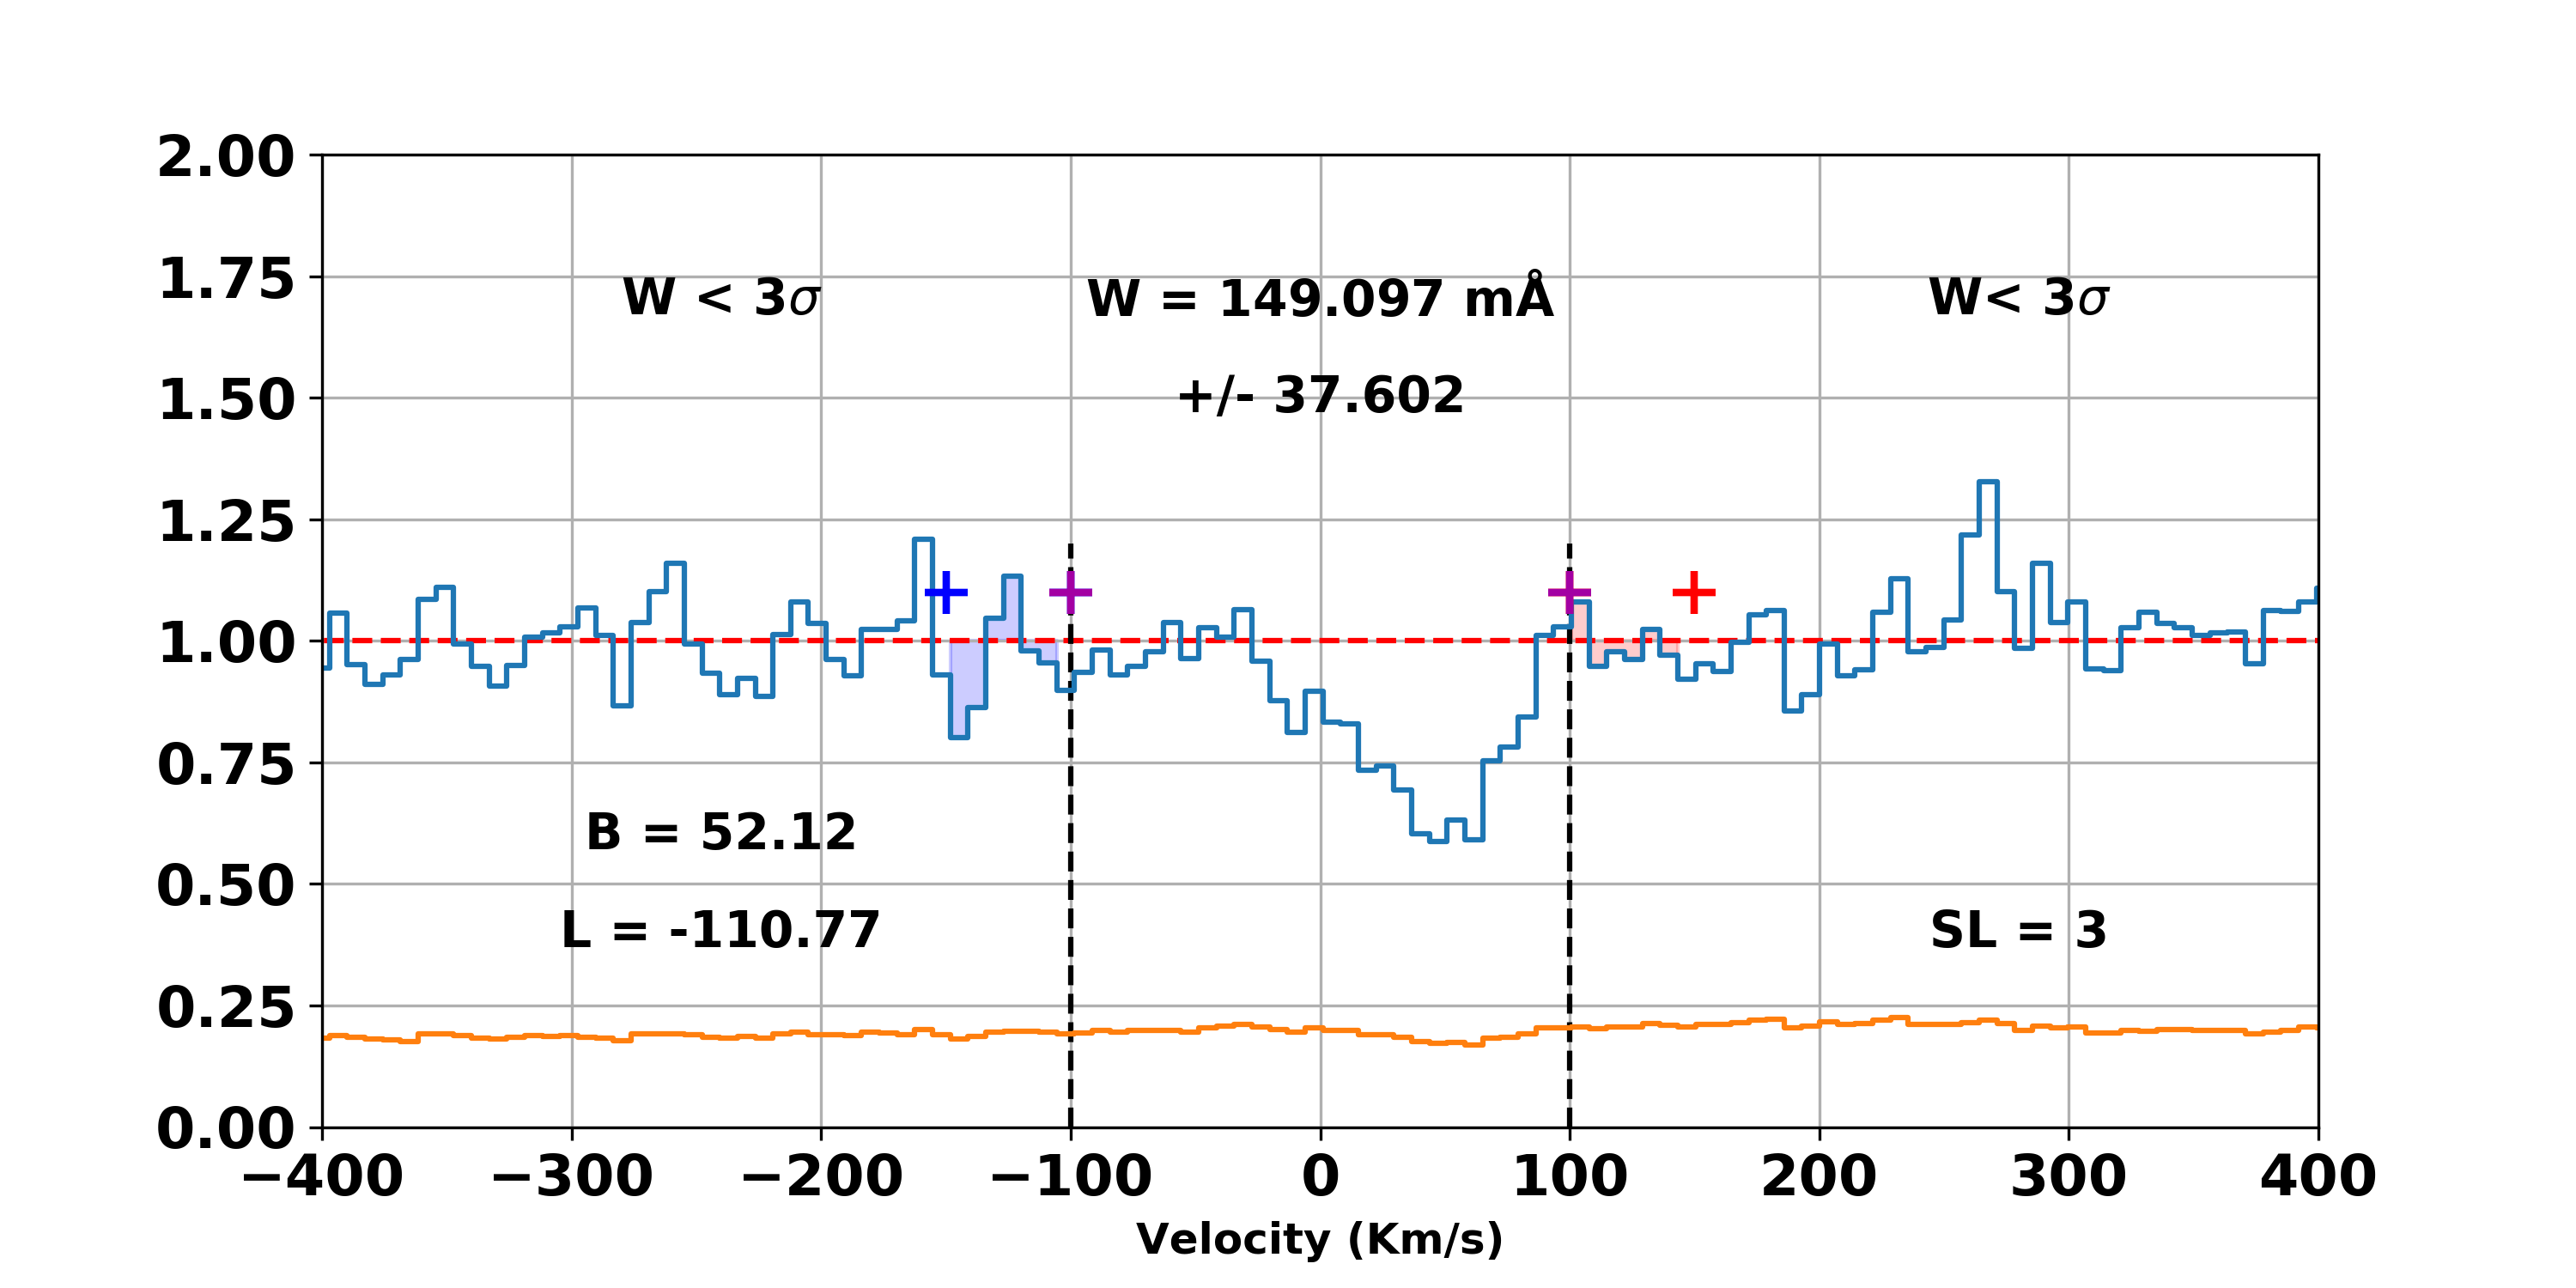 2.00
1.75
1.50
1.25
1.00
0.75
0.50
0.25
0.00
W < 3σ
W = 149.097 mÅ
+/- 37.602
W< 3σ
B = 52.12
L = -110.77
SL = 3
−400 −300 −200 −100 0 100 200 300 400
Velocity (Km/s)